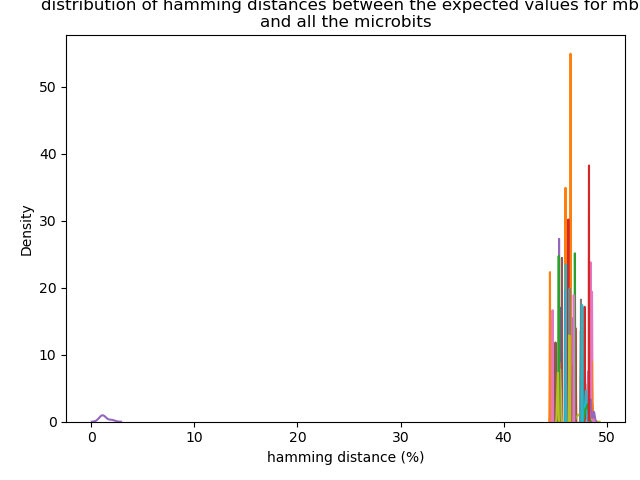 distribution of hamming distances between the expected values for mb
and all the microbits
50
40
30
20
10
0
Density
0 10 20 30 40 50
hamming distance (%)